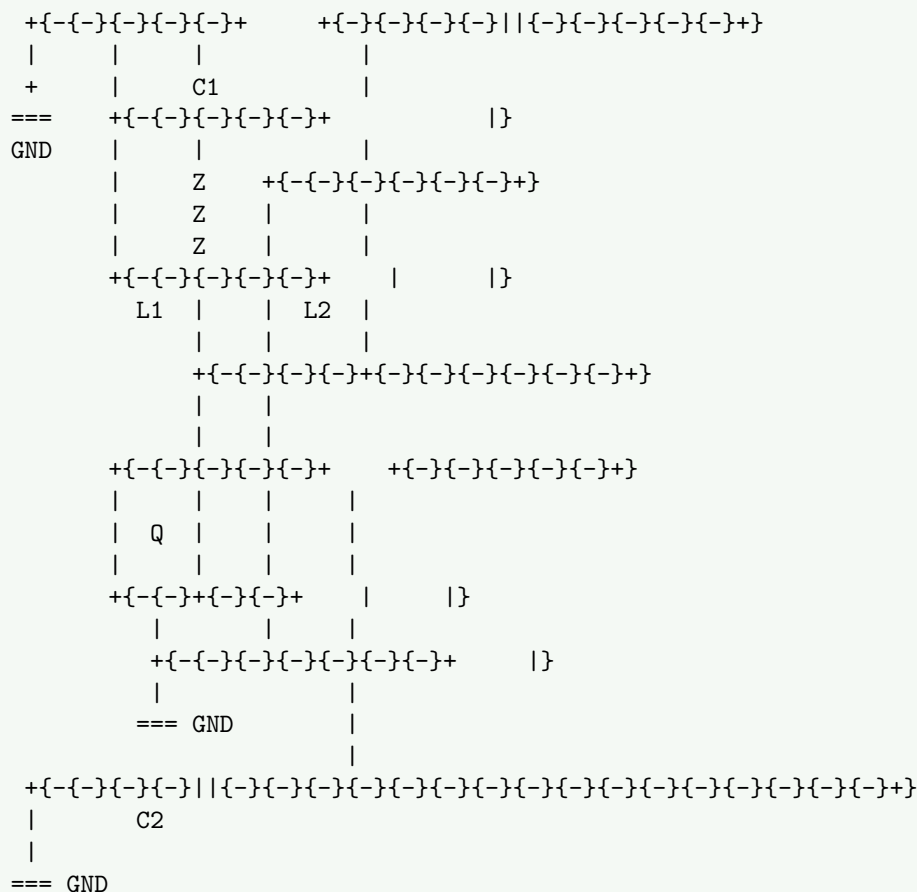 +{-{-}{-}{-}{-}+ +{-}{-}{-}{-}||{-}{-}{-}{-}{-}+}
| | | |
+ | C1 |
=== +{-{-}{-}{-}{-}+ |}
GND | | |
| Z +{-{-}{-}{-}{-}{-}+}
| Z | |
| Z | |
+{-{-}{-}{-}{-}+ | |}
L1 | | L2 |
| | |
+{-{-}{-}{-}+{-}{-}{-}{-}{-}{-}+}
| |
| |
+{-{-}{-}{-}{-}+ +{-}{-}{-}{-}{-}+}
| | | |
| Q | | |
| | | |
+{-{-}+{-}{-}+ | |}
| | |
+{-{-}{-}{-}{-}{-}{-}+ |}
| |
=== GND |
|
+{-{-}{-}{-}||{-}{-}{-}{-}{-}{-}{-}{-}{-}{-}{-}{-}{-}{-}{-}+}
| C2
|
=== GND